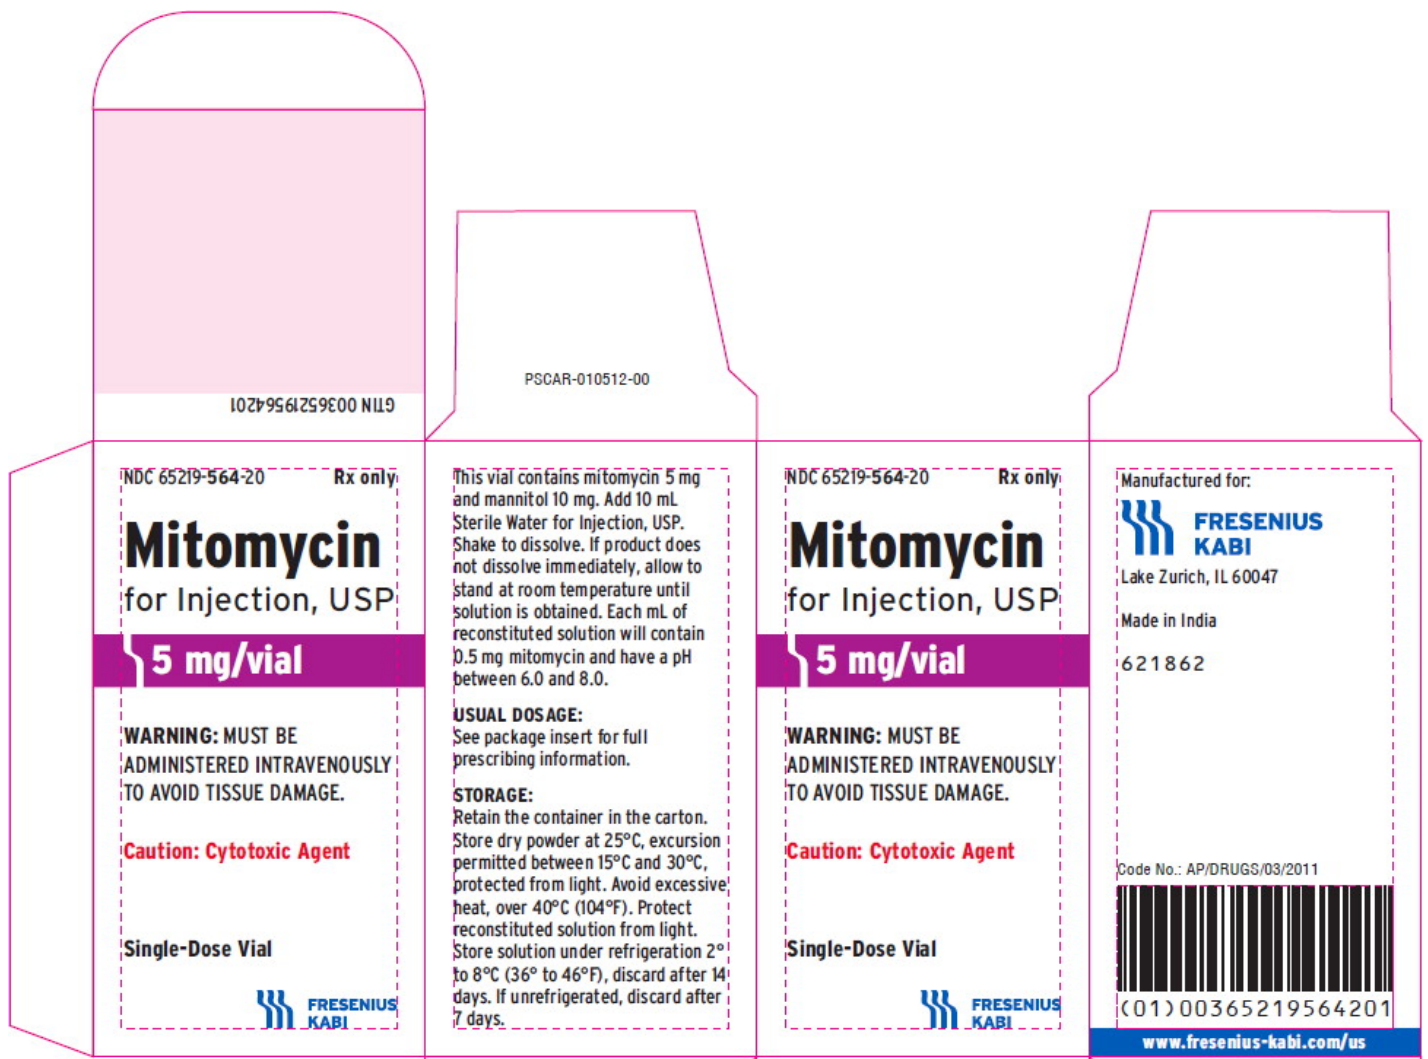 GTIN 00365219564201
PSCAR-010512-00
NDC 65219-564-20 Rx only
Mitomycin
for Injection, USP
5 mg/vial
WARNING: MUST BE
ADMINISTERED INTRAVENOUSLY
TO AVOID TISSUE DAMAGE.
Caution: Cytotoxic Agent
Single-Dose Vial
FRESENIUS
KABI
This vial contains mitomycin 5 mg
and mannitol 10 mg. Add 10 mL
Sterile Water for Injection, USP.
Shake to dissolve. If product does
not dissolve immediately, allow to
stand at room temperature until
solution is obtained. Each mL of
reconstituted solution will contain
0.5 mg mitomycin and have a pH
between 6.0 and 8.0.
USUAL DOSAGE:
See package insert for full
prescribing information.
STORAGE:
Retain the container in the carton.
Store dry powder at 25°C, excursion
permitted between 15°C and 30°C,
protected from light. Avoid excessive
heat, over 40°C (104°F). Protect
reconstituted solution from light.
Store solution under refrigeration 2°
to 8°C (36° to 46°F), discard after 14
days. If unrefrigerated, discard after
7 days.
NDC 65219-564-20 Rx only
Mitomycin
for Injection, USP
5 mg/vial
WARNING: MUST BE
ADMINISTERED INTRAVENOUSLY
TO AVOID TISSUE DAMAGE.
Caution: Cytotoxic Agent
Single-Dose Vial
FRESENIUS
KABI
Manufactured for:
FRESENIUS
KABI
Lake Zurich, IL 60047
Made in India
621862
Code No.: AP/DRUGS/03/2011
(01)00365219564201
www.fresenius-kabi.com/us